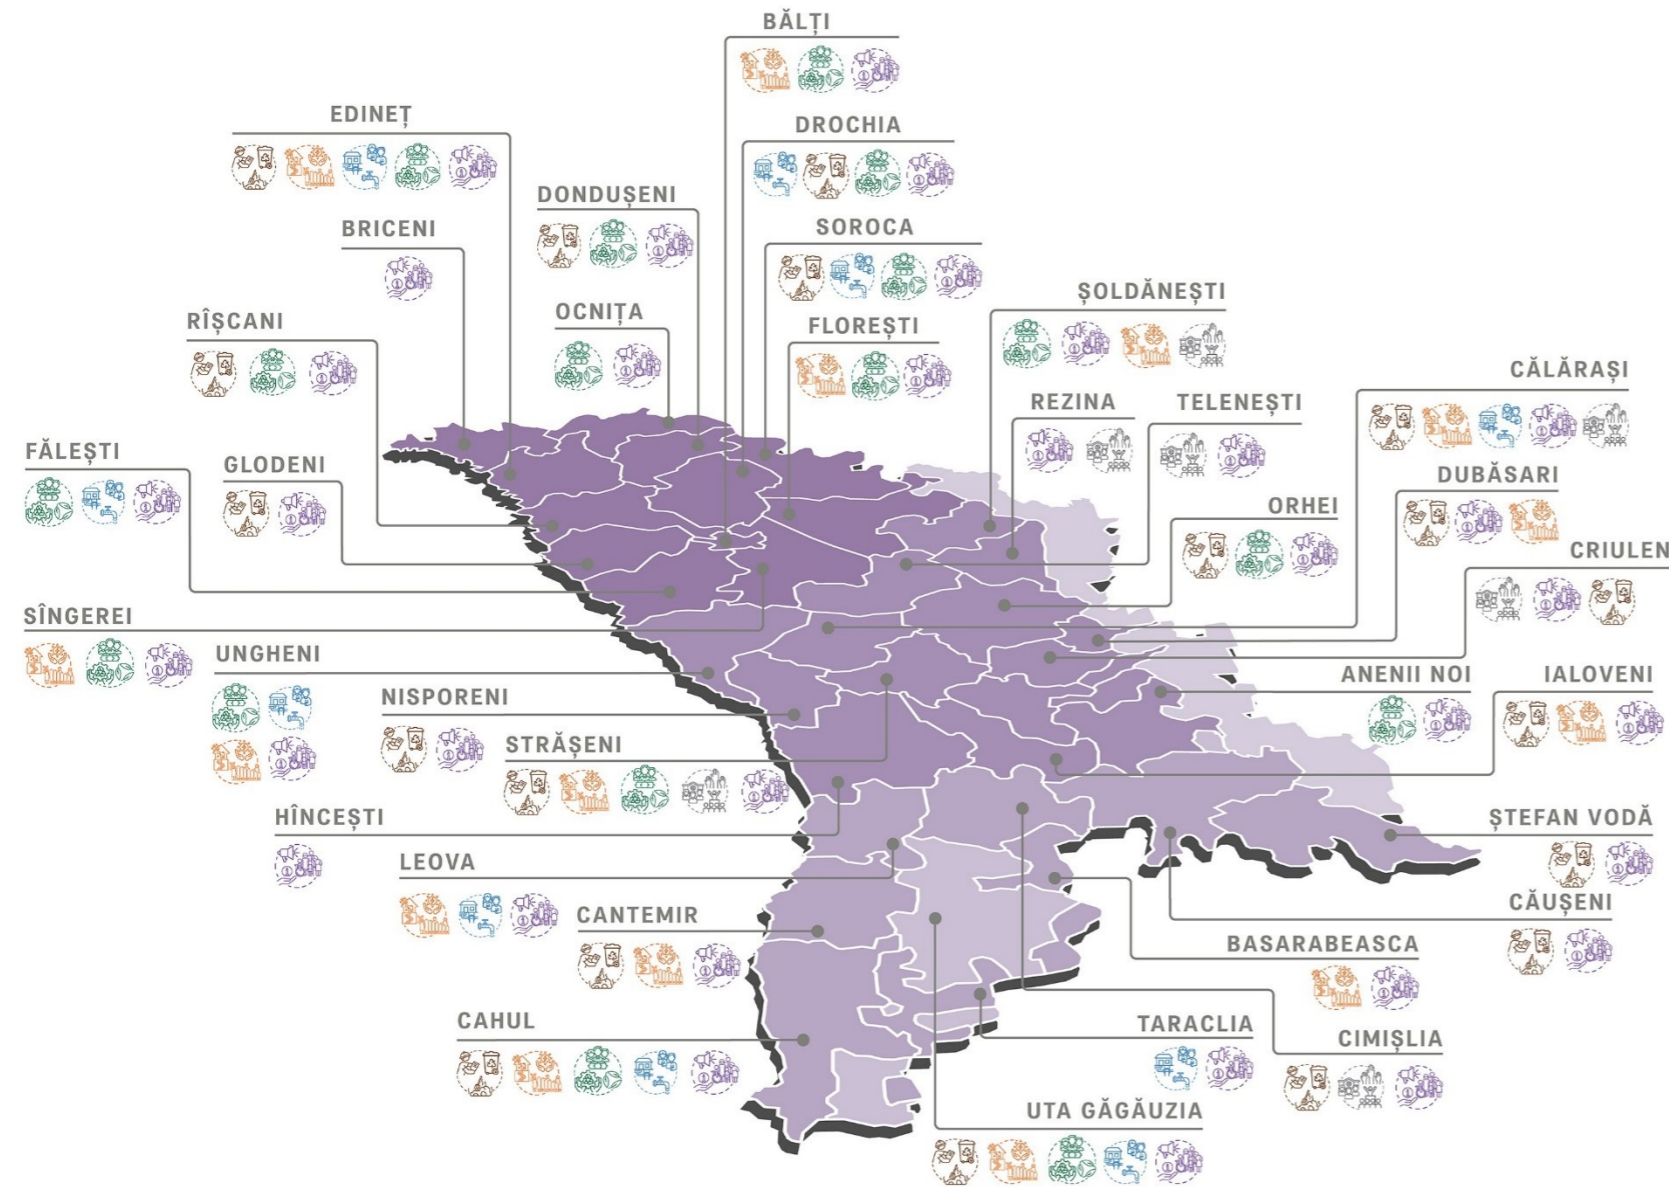 BĂLȚI
EDINEȚ
DROCHIA
DONDUȘENI
BRICENI
SOROCA
ȘOLDĂNEȘTI
RÎȘCANI
OCNIȚA
FLOREȘTI
CĂLĂRAȘI
REZINA
TELENEȘTI
FĂLEȘTI
GLODENI
DUBĂSARI
ORHEI
CRIULEN
SÎNGEREI
UNGHENI
ANENII NOI
IALOVENI
NISPORENI
STRĂȘENI
HÎNCEȘTI
ȘTEFAN VODĂ
LEOVA
CANTEMIR
CĂUȘENI
BASARABEASCA
CAHUL
TARACLIA
CIMIȘLIA
UTA GĂGĂUZIA